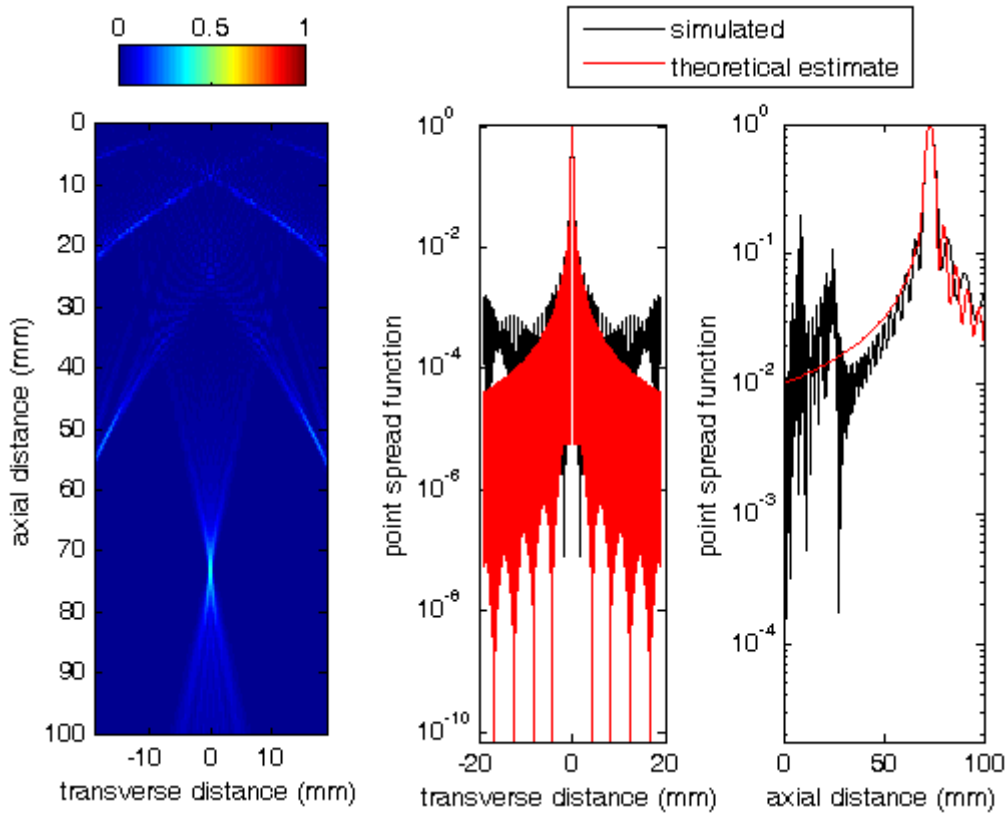 0 0.5 1
simulated
theoretical estimate
0
10
20
30
40
50
60
70
80
90
100
axial distance (mm)
-10 0 10
transverse distance (mm)
10^0
10^-2
10^-4
10^-6
10^-8
10^-10
point spread function
-20 0 20
transverse distance (mm)
10^0
10^-1
10^-2
10^-3
10^-4
point spread function
0 50 100
axial distance (mm)